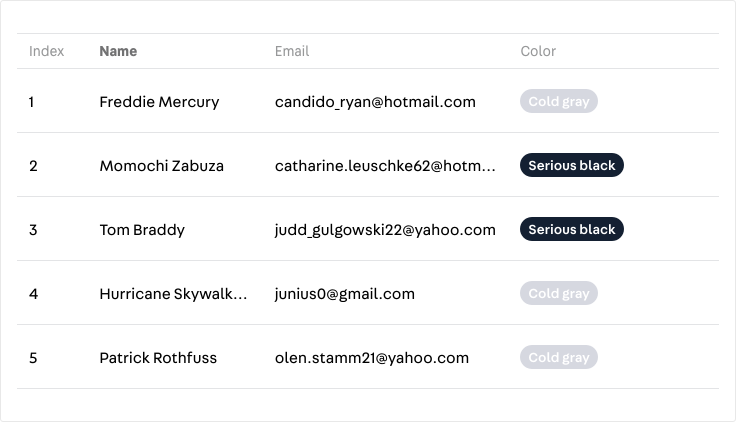 Index Name Email Color
1 Freddie Mercury candido_ryan@hotmail.com Cold gray
2 Momochi Zabuza catharine.leuschke62@hotm... Serious black
3 Tom Braddy judd_gulgowski22@yahoo.com Serious black
4 Hurricane Skywalk... junius0@gmail.com Cold gray
5 Patrick Rothfuss olen.stamm21@yahoo.com Cold gray